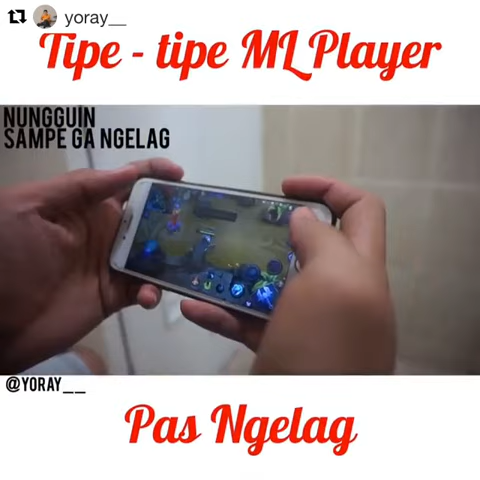 yoray__
Tipe - tipe ML Player
NUNGGUIN
SAMPE GA NGELAG
@YORAY__
Pas Ngelag